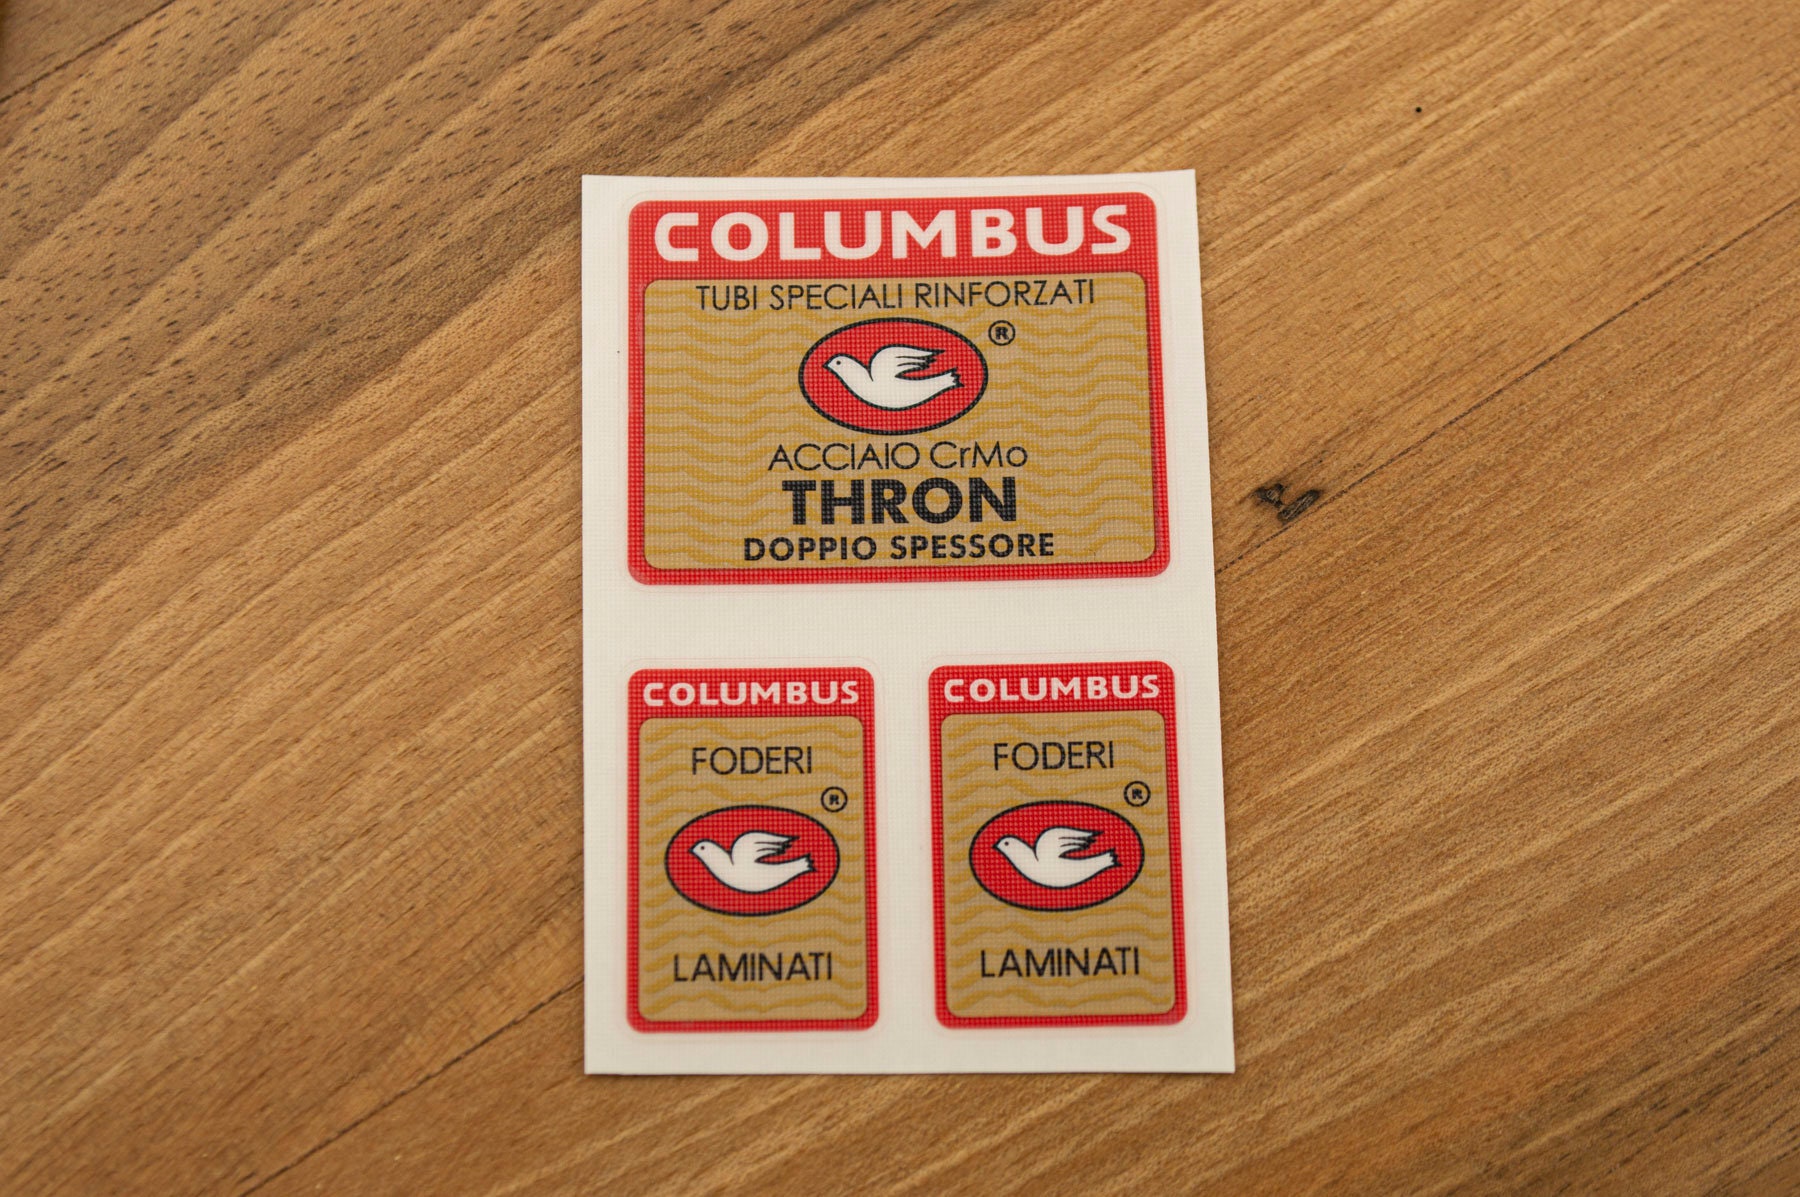 COLUMBUS
TUBI SPECIALI RINFORZATI
®
ACCIAIO CrMo
THRON
DOPPIO SPESSORE
COLUMBUS
FODERI
®
LAMINATI
COLUMBUS
FODERI
®
LAMINATI